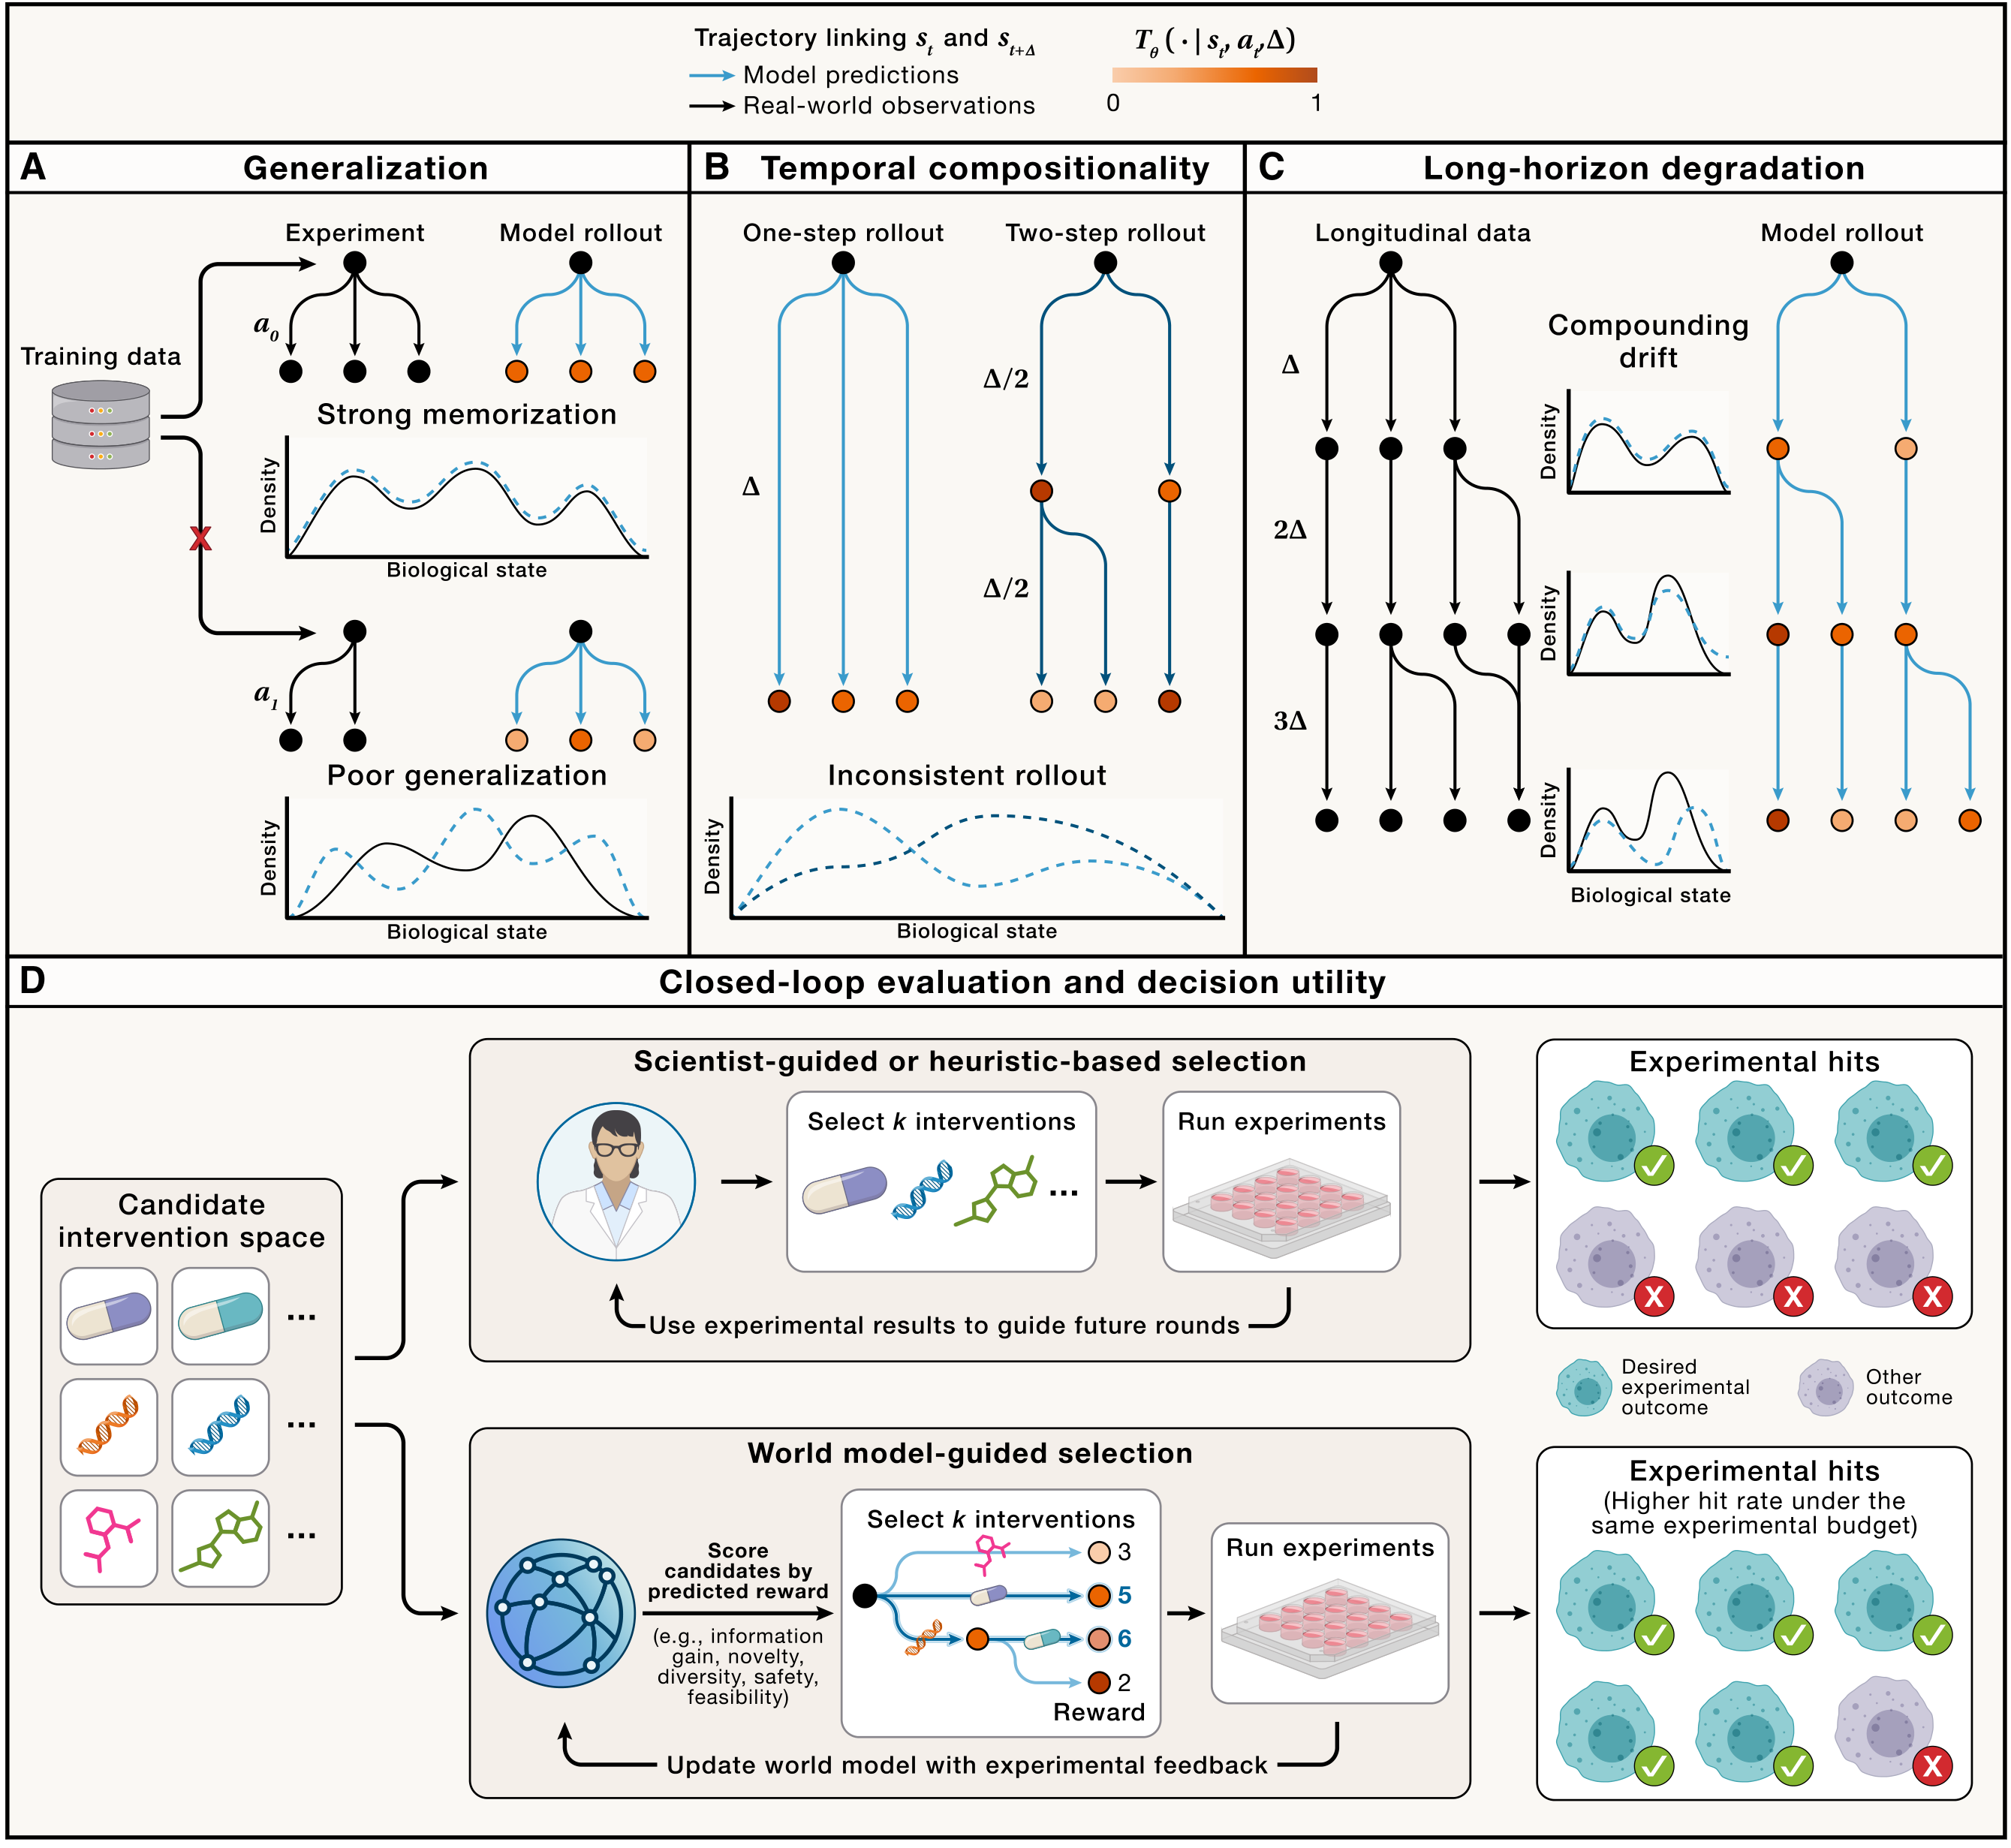 Trajectory linking s_t and s_{t+Δ}
Model predictions
Real-world observations
T_θ ( · | s_t, a_t, Δ)
0 1
A Generalization
Experiment
Model rollout
a_0
Training data
Strong memorization
Density
Biological state
X
a_1
Poor generalization
Density
Biological state
B Temporal compositionality
One-step rollout
Two-step rollout
Δ/2
Δ
Δ/2
Inconsistent rollout
Density
Biological state
C Long-horizon degradation
Longitudinal data
Model rollout
Compounding
drift
Δ
Density
2Δ
Density
3Δ
Density
Biological state
D Closed-loop evaluation and decision utility
Candidate
intervention space
...
...
...
Scientist-guided or heuristic-based selection
Select k interventions
...
Run experiments
Use experimental results to guide future rounds
Experimental hits
X X X
Desired
experimental
outcome
Other
outcome
World model-guided selection
Score
candidates by
predicted reward
(e.g., information
gain, novelty,
diversity, safety,
feasibility)
Select k interventions
3
5
6
2
Reward
Run experiments
Update world model with experimental feedback
Experimental hits
(Higher hit rate under the
same experimental budget)
X